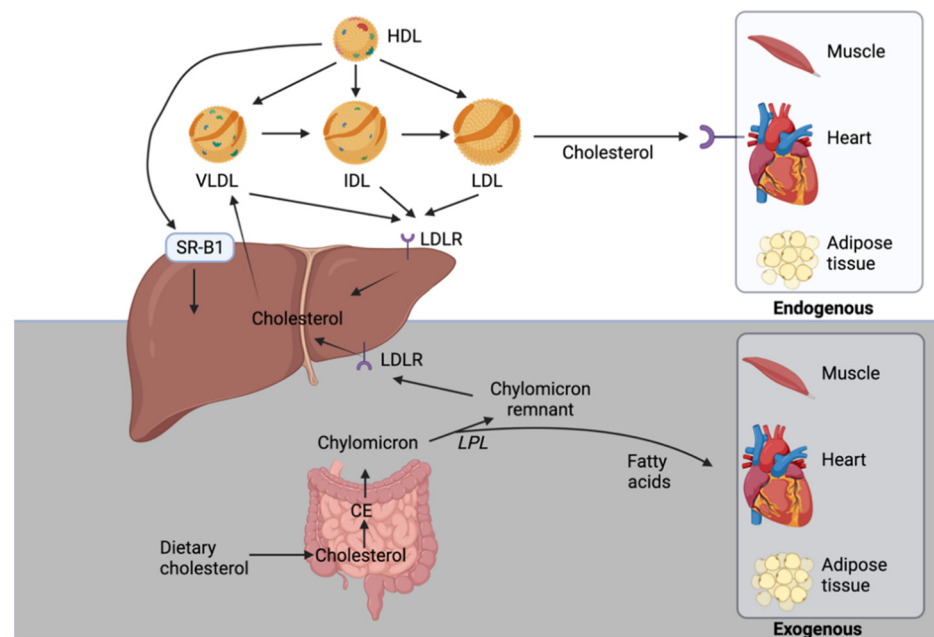 HDL
Muscle
VLDL
IDL
LDL
Cholesterol
Heart
SR-B1
LDLR
Adipose
tissue
Endogenous
Cholesterol
LDLR
Chylomicron
remnant
Muscle
Chylomicron
LPL
Fatty
acids
Heart
CE
Dietary
cholesterol
Cholesterol
Adipose
tissue
Exogenous